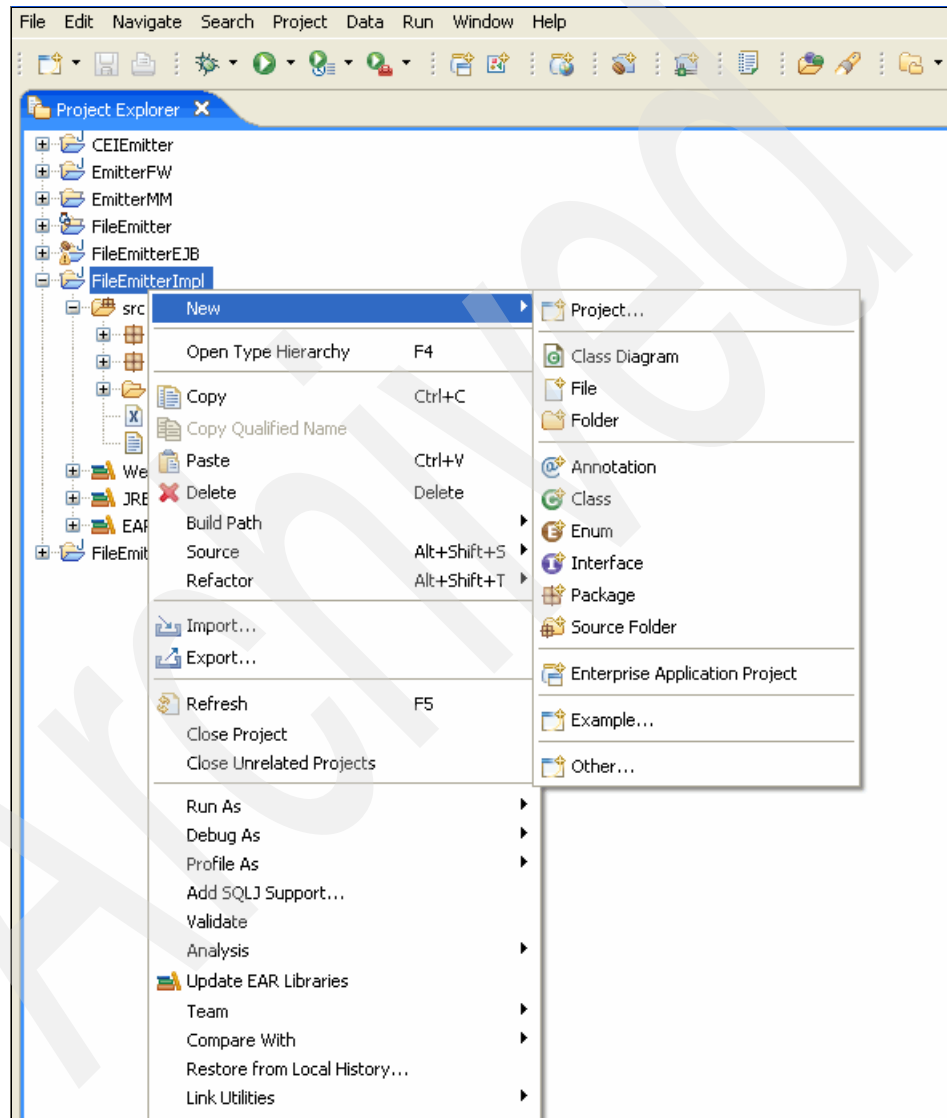 File Edit Navigate Search Project Data Run Window Help
Project Explorer
CEIEmitter
EmitterFW
EmitterMM
FileEmitter
FileEmitterEJB
FileEmitterImpl
src
We
JRE
EAR
FileEmit
New
Open Type Hierarchy F4
Copy Ctrl+C
Copy Qualified Name
Paste Ctrl+V
Delete Delete
Build Path
Source Alt+Shift+S
Refactor Alt+Shift+T
Import...
Export...
Refresh F5
Close Project
Close Unrelated Projects
Run As
Debug As
Profile As
Add SQLJ Support...
Validate
Analysis
Update EAR Libraries
Team
Compare With
Restore from Local History...
Link Utilities
Project...
Class Diagram
File
Folder
Annotation
Class
Enum
Interface
Package
Source Folder
Enterprise Application Project
Example...
Other...
Archived